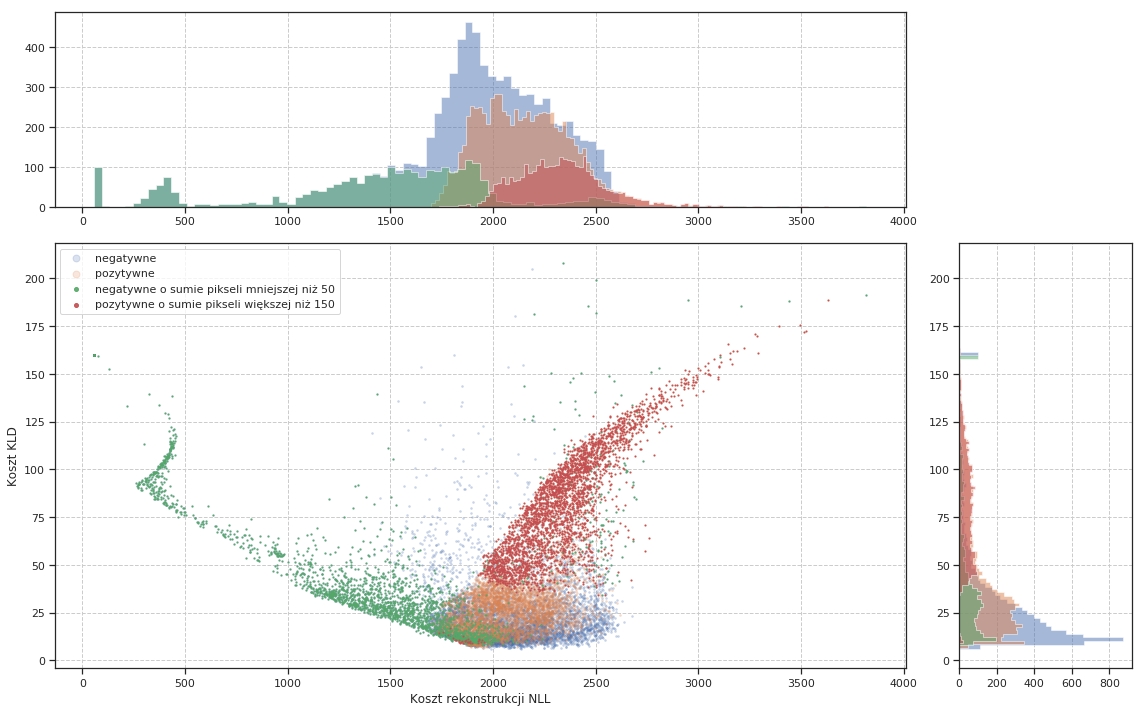 400
300
200
100
0
0 500 1000 1500 2000 2500 3000 3500 4000
negatywne
pozytywne
negatywne o sumie pikseli mniejszej niż 50
pozytywne o sumie pikseli większej niż 150
Koszt KLD
200
175
150
125
100
75
50
25
0
0 500 1000 1500 2000 2500 3000 3500 4000
Koszt rekonstrukcji NLL
200
175
150
125
100
75
50
25
0
0 200 400 600 800